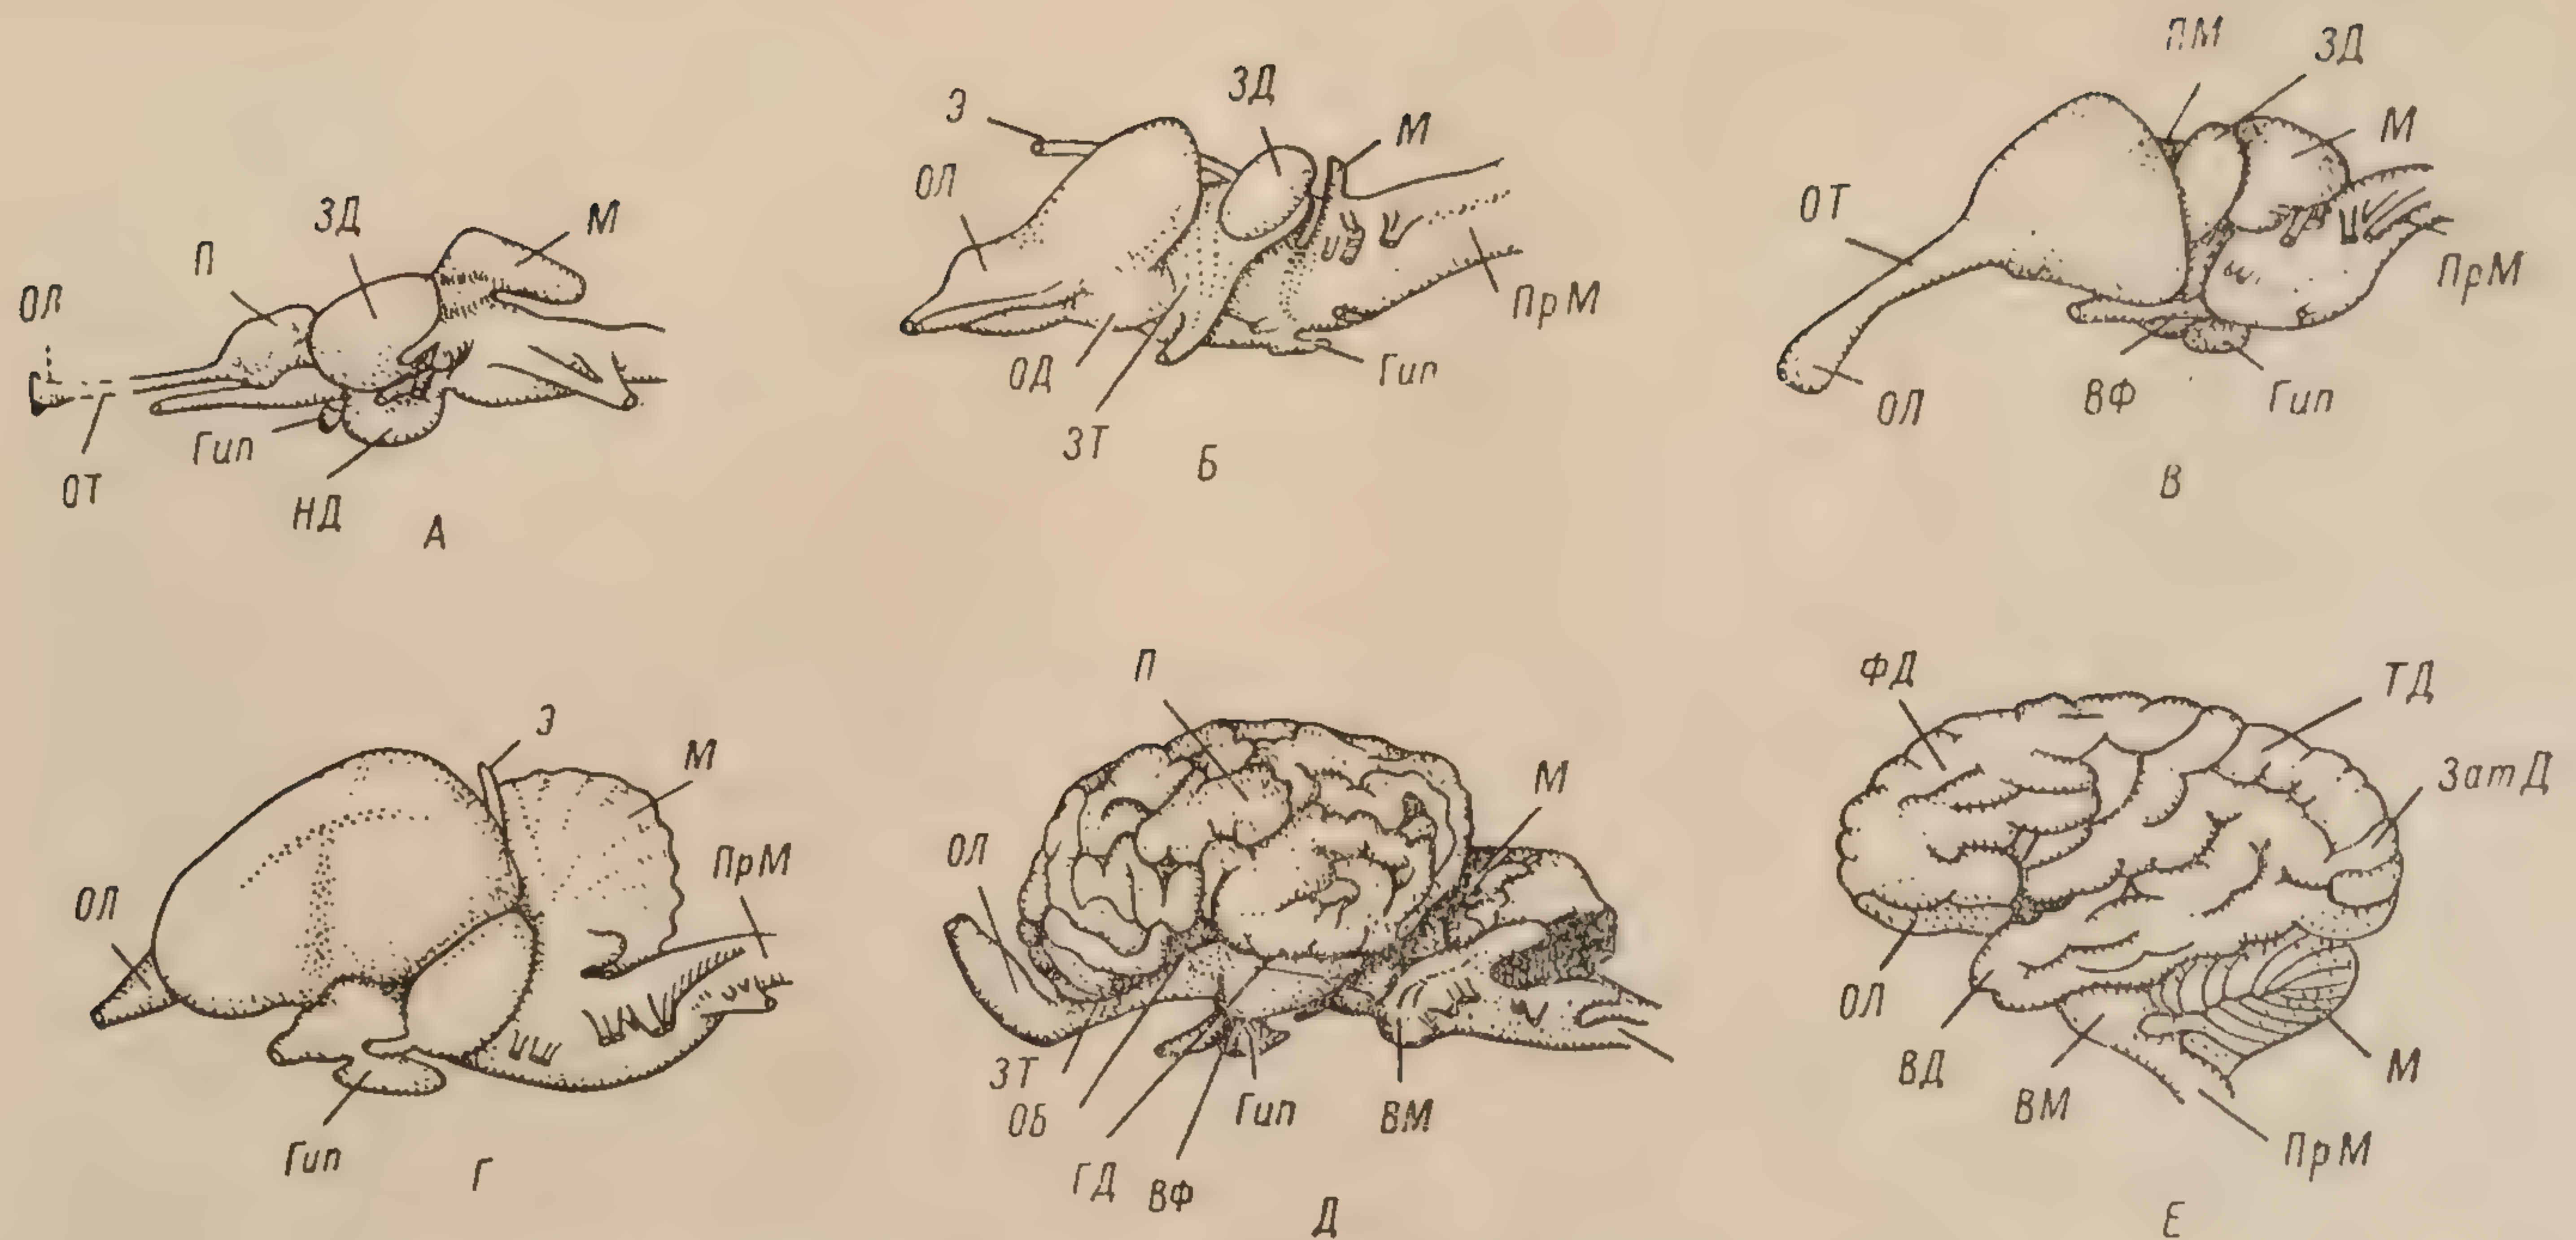 ОЛ
П
ЗД
М
ОТ
Гип
НД
А
Э
ОЛ
ЗД
М
ПрМ
ОД
ЗТ
Гип
Б
ПМ
ЗД
М
ОТ
ПрМ
ОЛ
ВФ
Гип
В
Э
М
ПрМ
ОЛ
Гип
Г
П
М
ОЛ
ЗТ
ОБ
ГД
ВФ
Гип
ВМ
Д
ФД
ТД
ЗатД
ОЛ
ВД
ВМ
М
ПрМ
Е